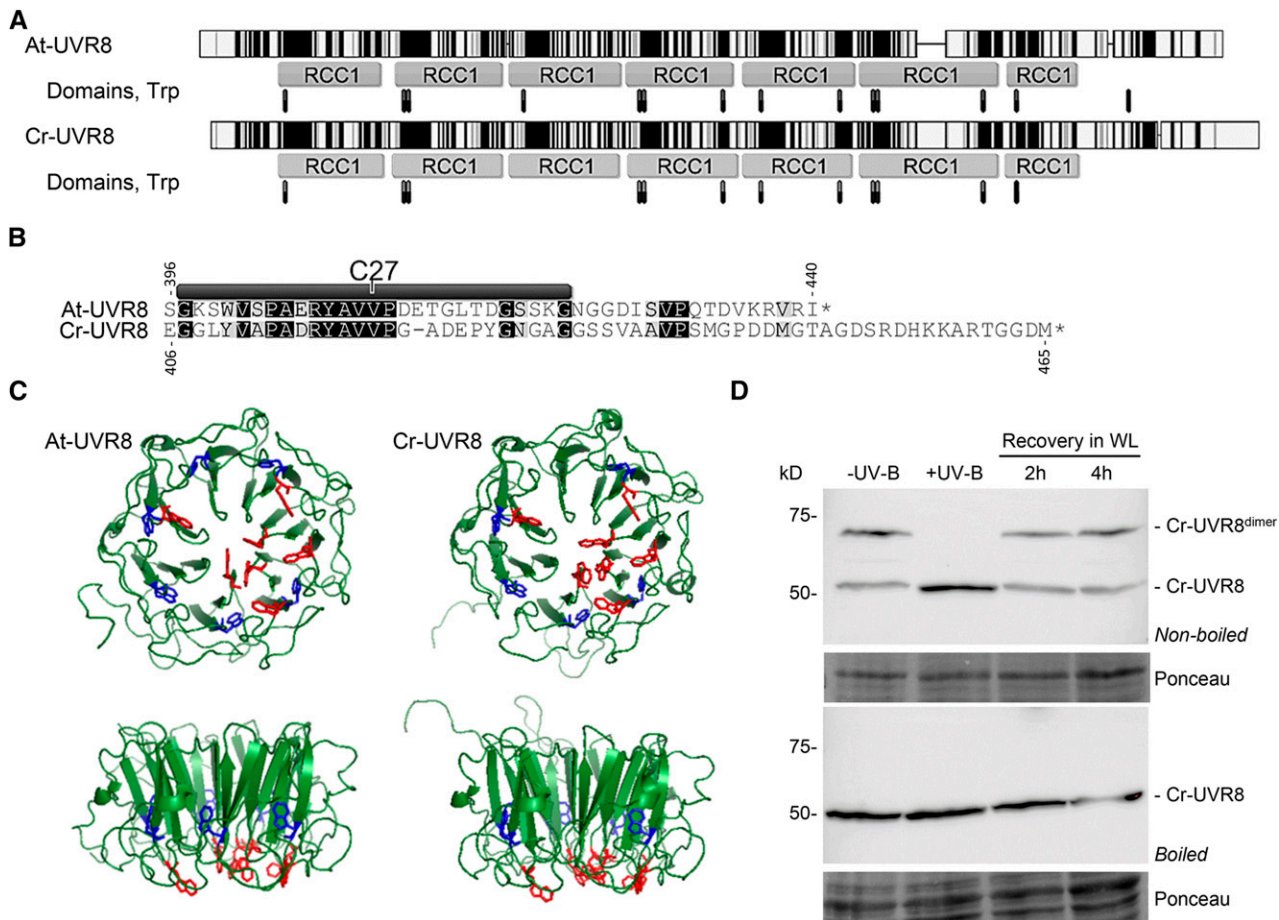 A
At-UVR8
RCC1 RCC1 RCC1 RCC1 RCC1 RCC1 RCC1
Domains, Trp
Cr-UVR8
RCC1 RCC1 RCC1 RCC1 RCC1 RCC1 RCC1
Domains, Trp
B
- 396
C27
- 440
At-UVR8 SGKSWVSPAERYAVVPDETGLTDGSSKGNGGDISVPQTDVKRVRI*
Cr-UVR8 EGGLYVAPADRYAVVPG-ADEPYGNGAGGSSVAAVPSMGPDDMGTAGDSRDHKKARTGGDM*
406 -
465 -
C
At-UVR8
Cr-UVR8
D
Recovery in WL
kD -UV-B +UV-B 2h 4h
75-
- Cr-UVR8dimer
50-
- Cr-UVR8
Non-boiled
Ponceau
75-
50-
- Cr-UVR8
Boiled
Ponceau